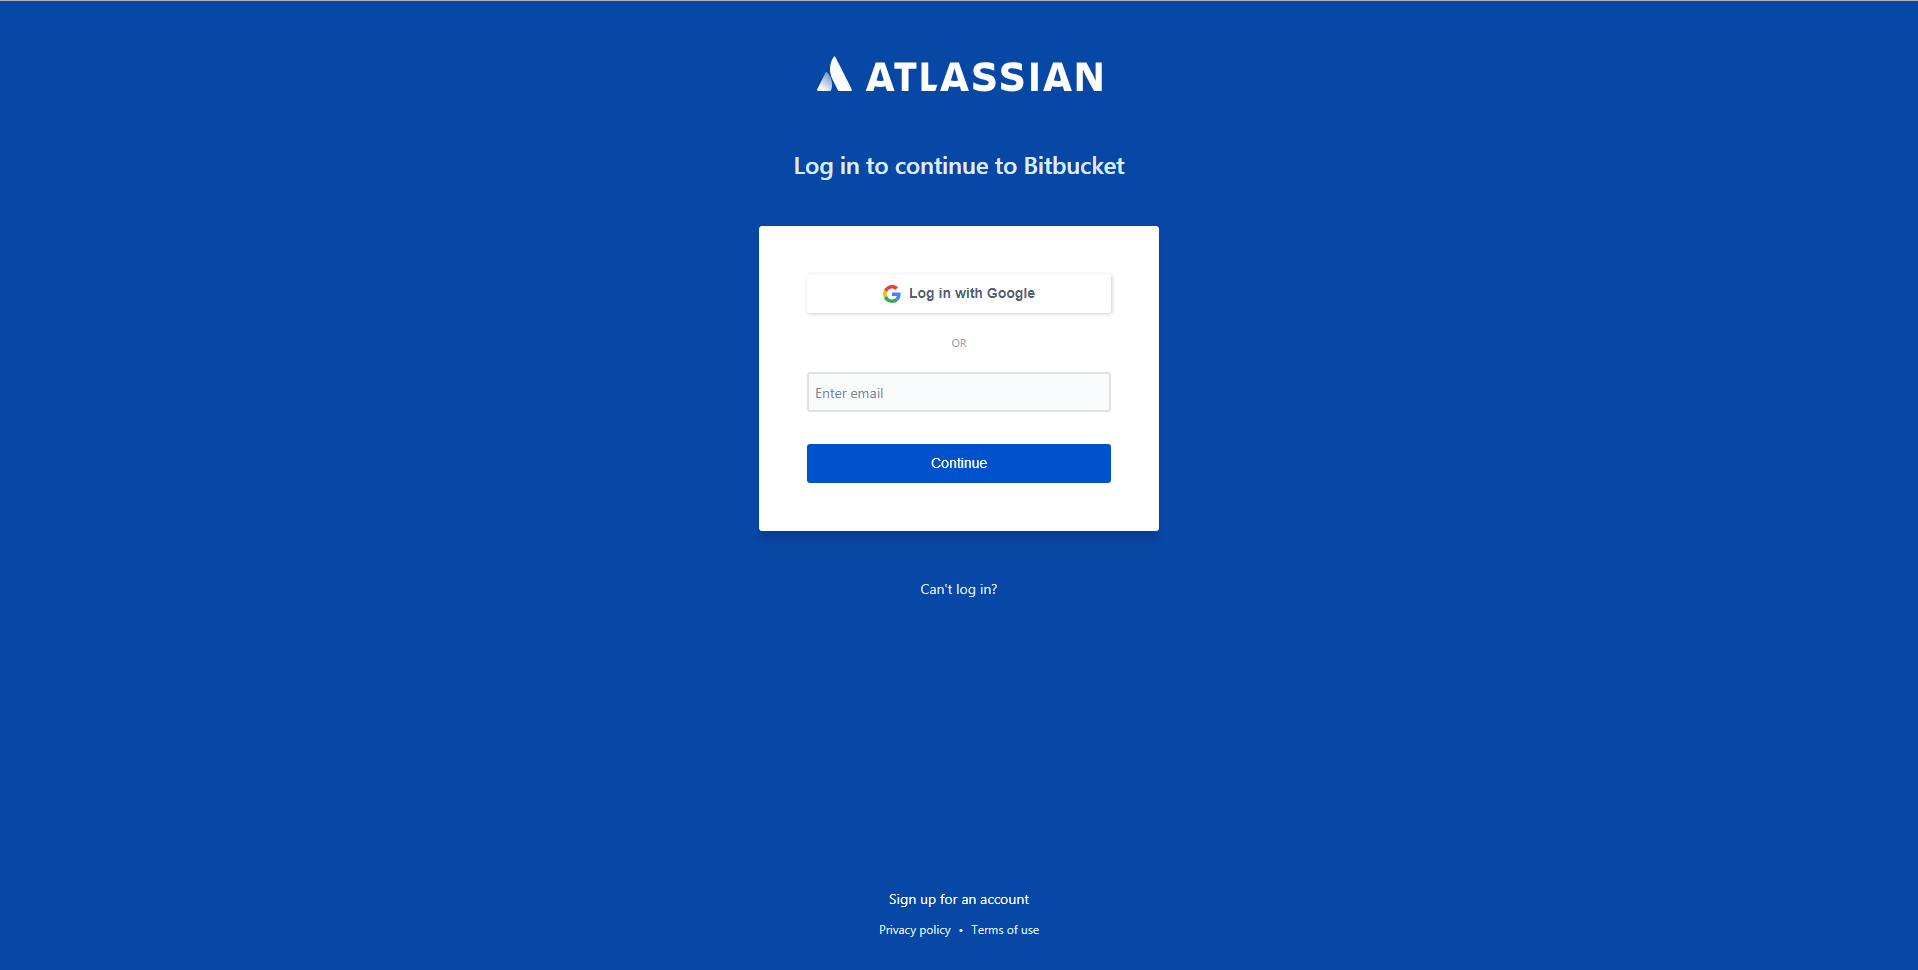 ATLASSIAN
Log in to continue to Bitbucket
Log in with Google
OR
Enter email
Continue
Can't log in?
Sign up for an account
Privacy policy • Terms of use